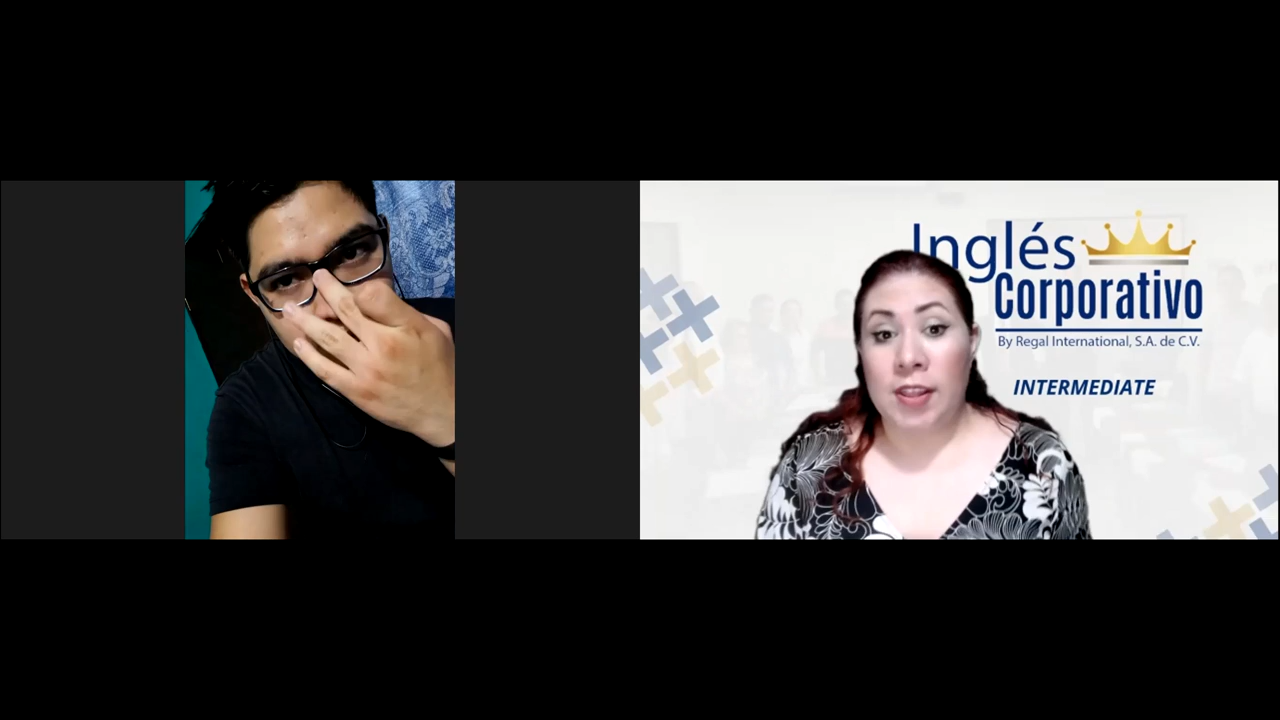 Inglés
Corporativo
By Regal International, S.A. de C.V.
INTERMEDIATE